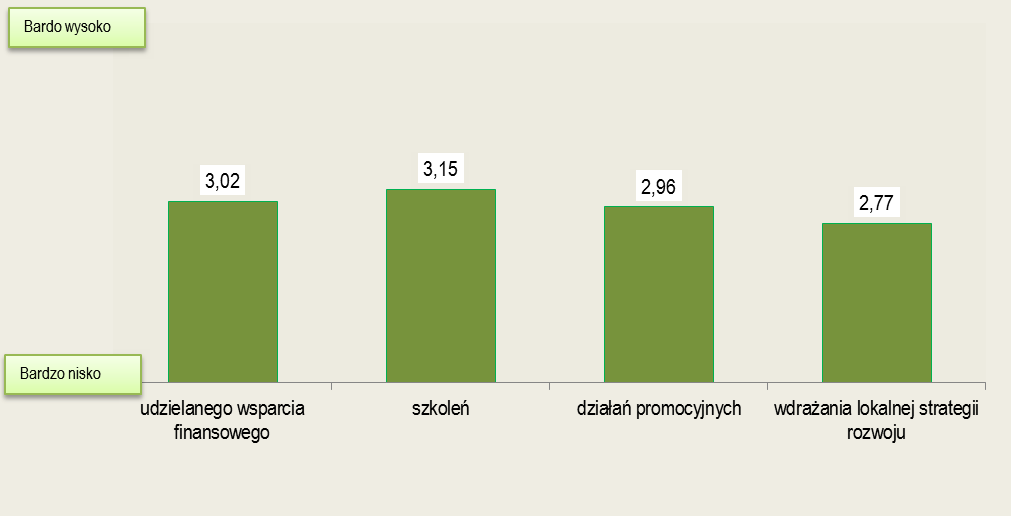 Bardo wysoko
3,02
3,15
2,96
2,77
Bardzo nisko
udzielanego wsparcia
finansowego
szkoleń
działań promocyjnych
wdrażania lokalnej strategii
rozwoju